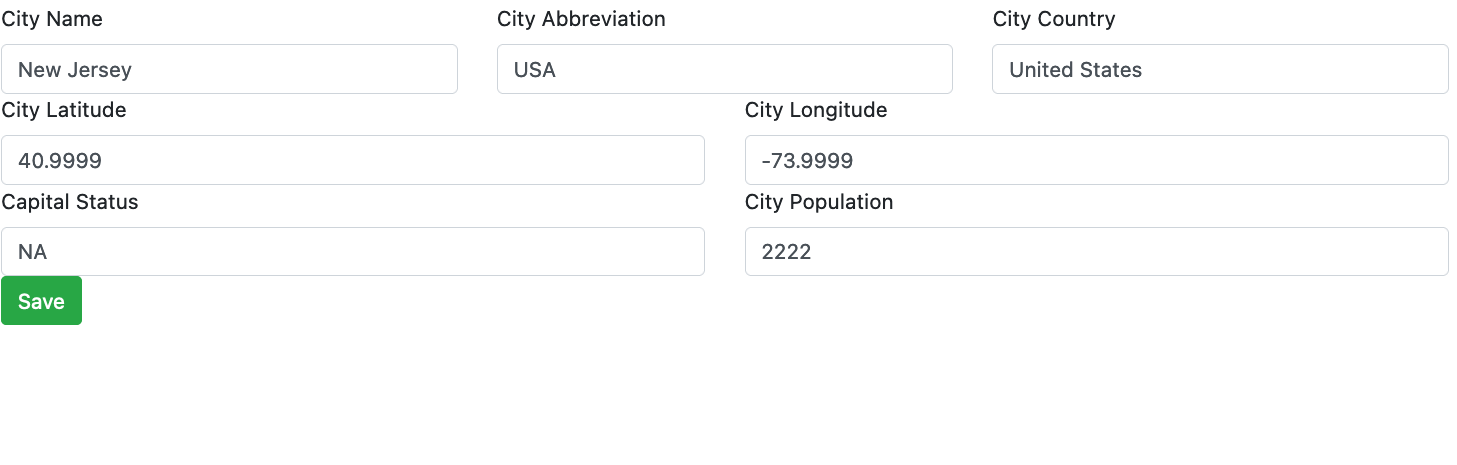 City Name City Abbreviation City Country
New Jersey USA United States
City Latitude City Longitude
40.9999 -73.9999
Capital Status City Population
NA 2222
Save